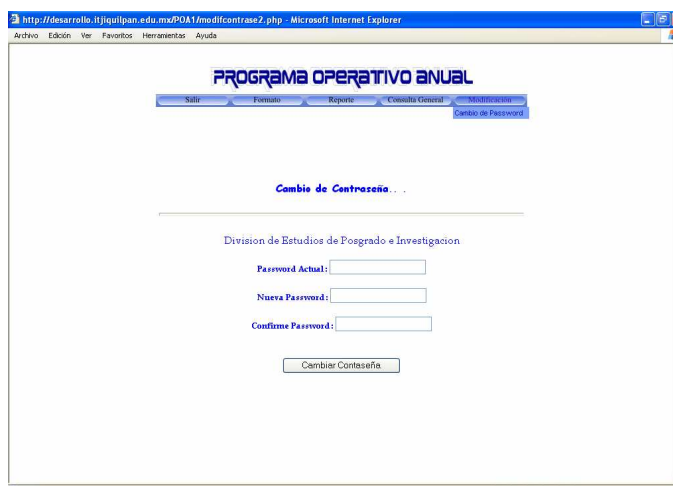 http://desarrollo.itjiquilpan.edu.mx/POA1/modifcontrase2.php - Microsoft Internet Explorer
Archivo Edición Ver Favoritos Herramientas Ayuda
PROGRAMA OPERATIVO ANUAL
Salir Formato Reporte Consulta General Modificación
Cambio de Password
Cambio de Contraseña. . .
Division de Estudios de Posgrado e Investigacion
Password Actual:
Nueva Password:
Confirme Password:
Cambiar Contaseña